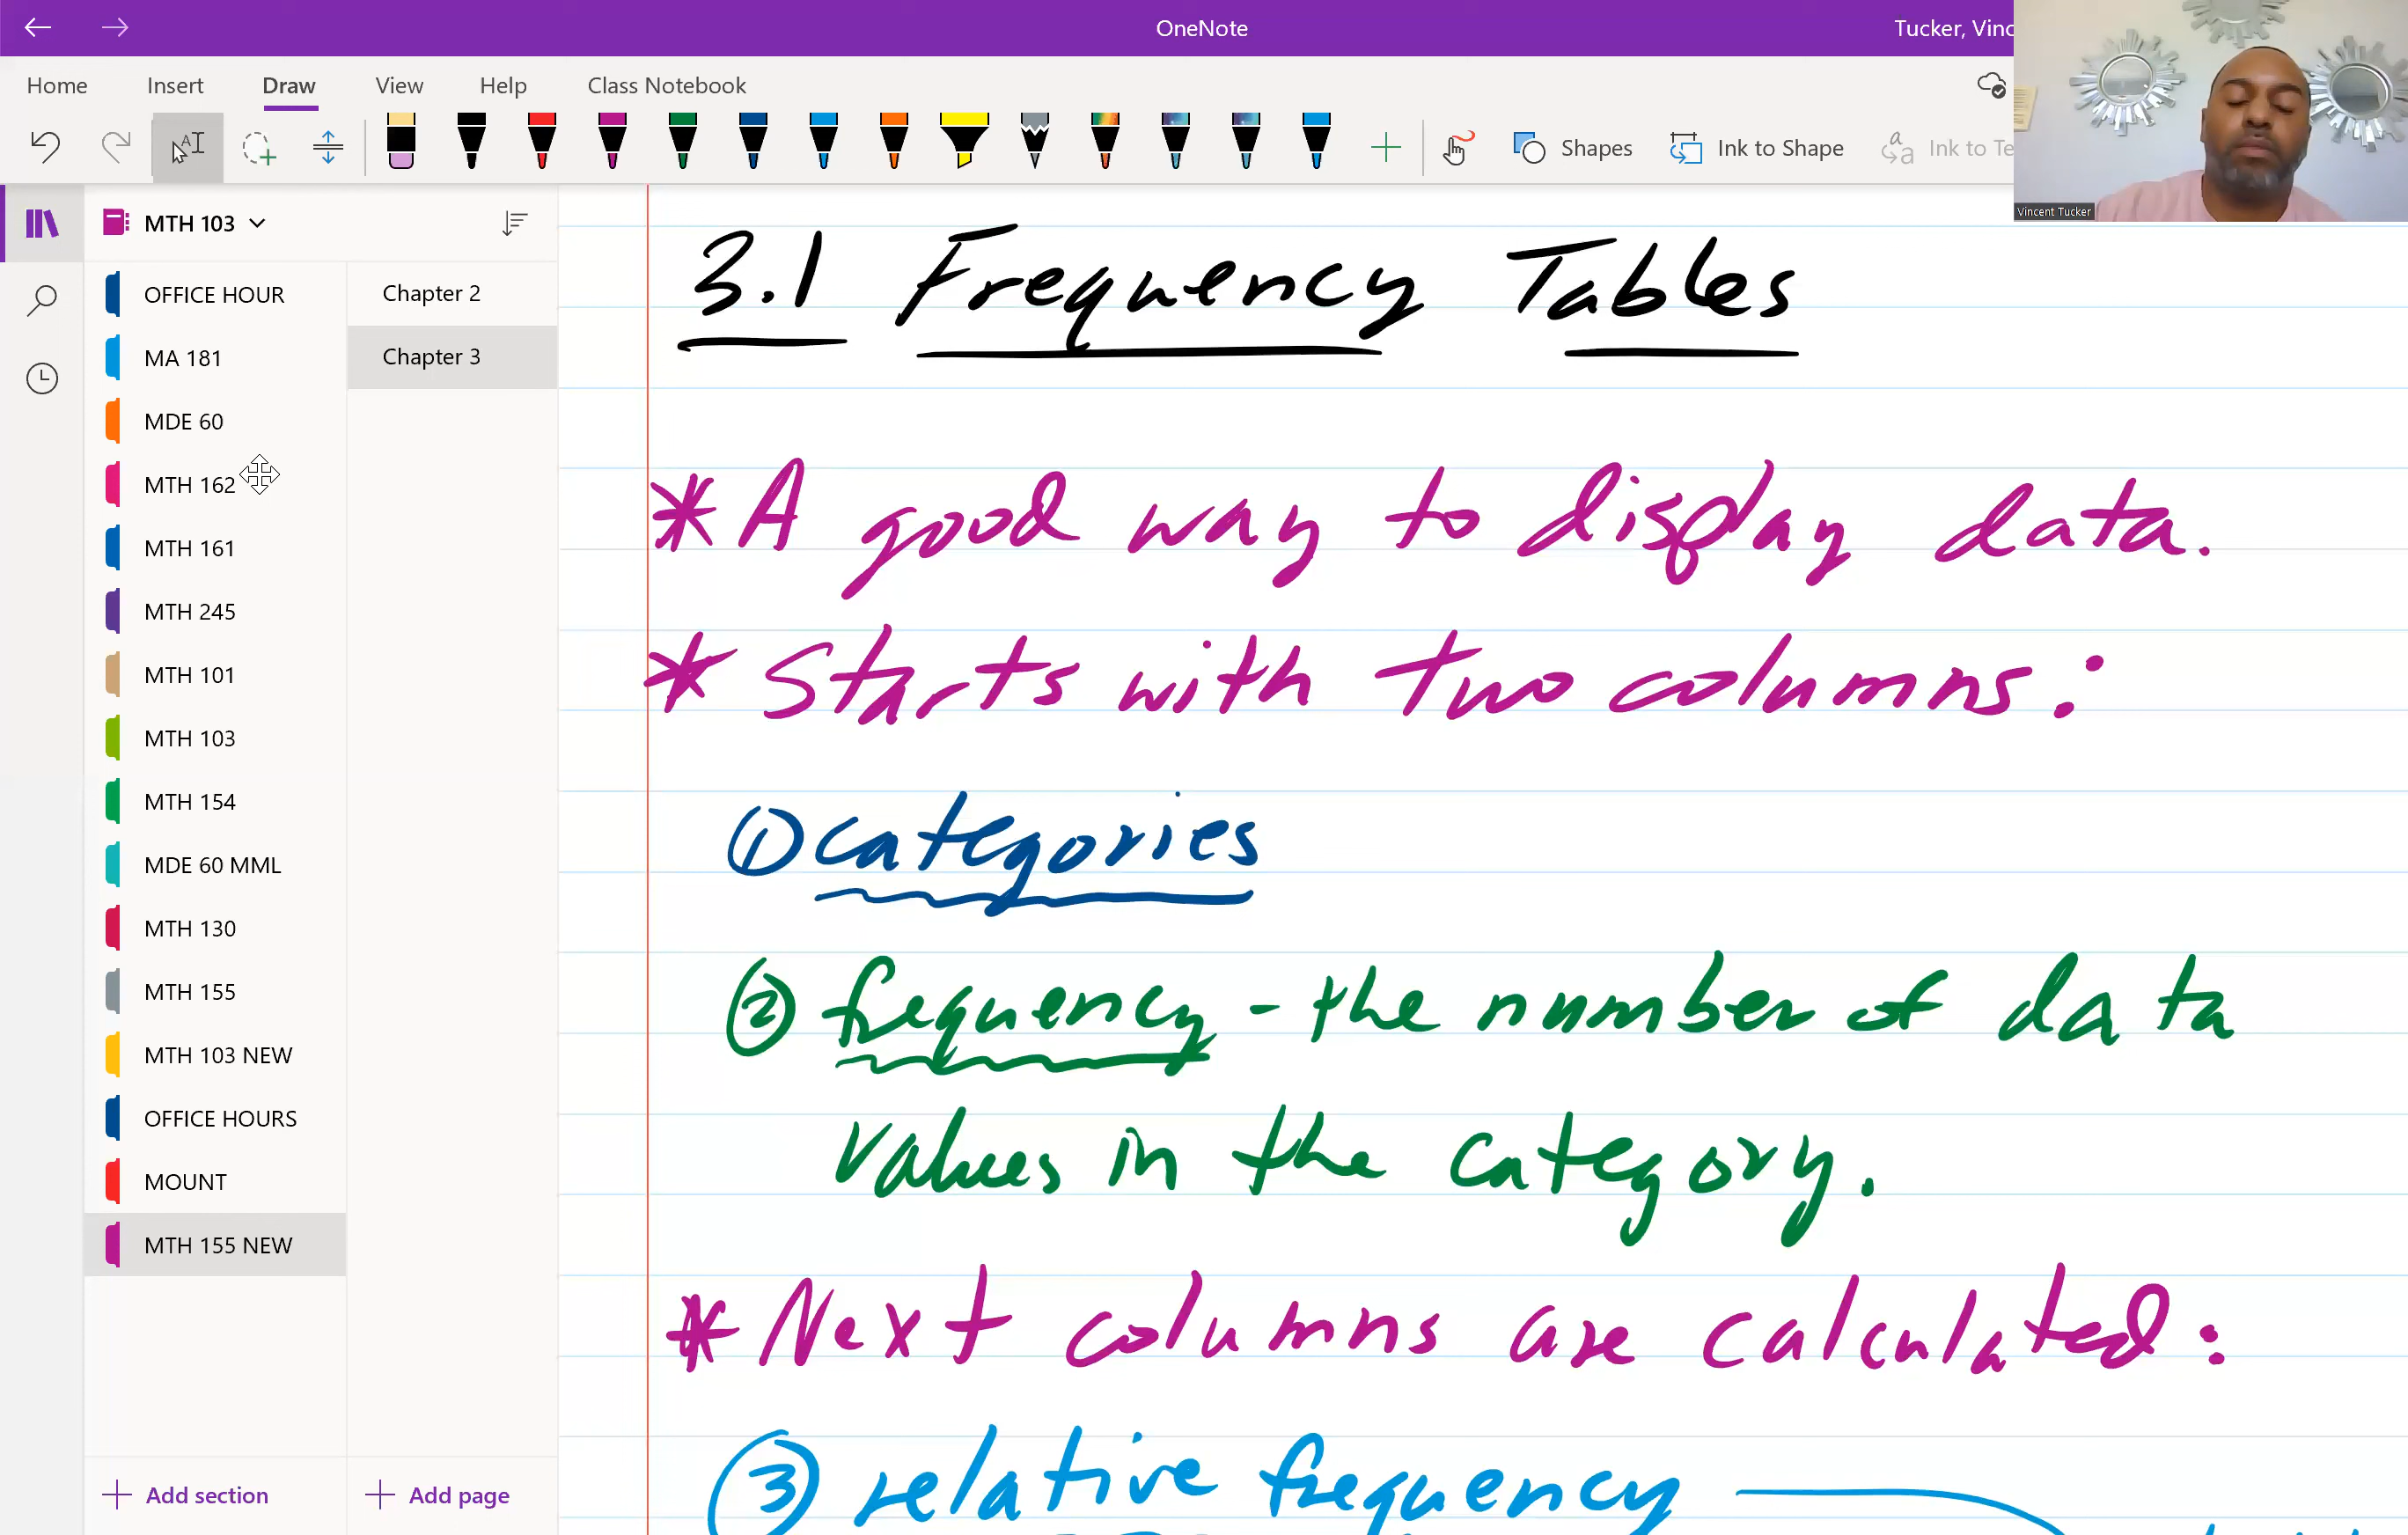 OneNote
Tucker, Vinc
Home Insert Draw View Help Class Notebook
Shapes Ink to Shape Ink to Te
Vincent Tucker
MTH 103
OFFICE HOUR
MA 181
MDE 60
MTH 162
MTH 161
MTH 245
MTH 101
MTH 103
MTH 154
MDE 60 MML
MTH 130
MTH 155
MTH 103 NEW
OFFICE HOURS
MOUNT
MTH 155 NEW
Add section
Chapter 2
Chapter 3
Add page
3.1 Frequency Tables
* A good way to display data.
* Starts with two columns:
① categories
② frequency - the number of data
values in the category.
* Next columns are calculated:
③ relative frequency